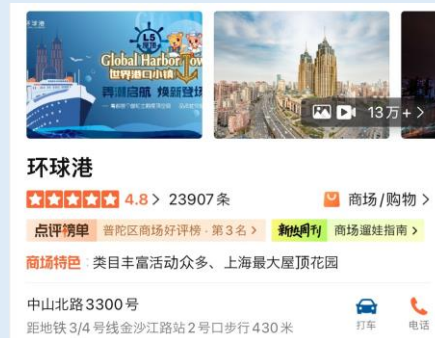 L5
Global Harbor Tow
世界港口小镇
再潮启航 焕新登场
13万+
环球港
4.8 23907条
商场/购物
点评榜单 普陀区商场好评榜·第3名
新热周刊 商场遛娃指南
商场特色：类目丰富活动众多、上海最大屋顶花园
中山北路3300号
距地铁3/4号线金沙江路站2号口步行430米
打车
电话